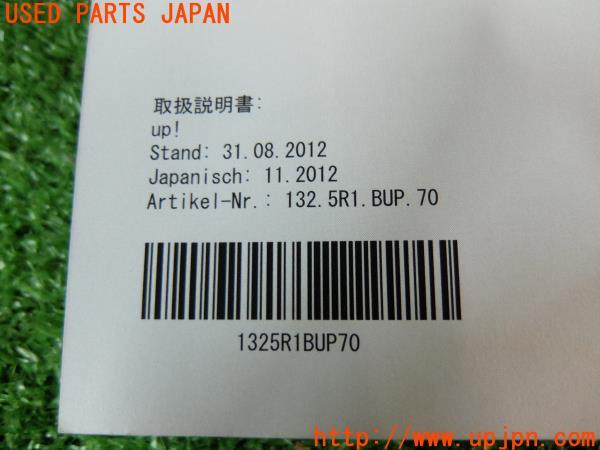 USED PARTS JAPAN
取扱説明書:
up!
Stand: 31.08.2012
Japanisch: 11.2012
Artikel-Nr.: 132.5R1.BUP.70
1325R1BUP70
http://www.upjpn.com/